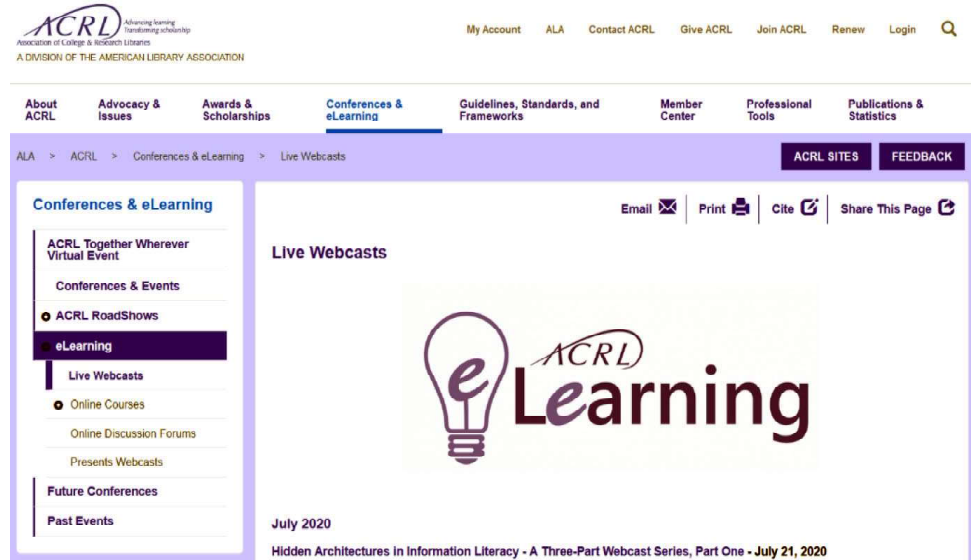 ACRL Advancing learning
Transforming scholarship
Association of College & Research Libraries
A DIVISION OF THE AMERICAN LIBRARY ASSOCIATION
My Account ALA Contact ACRL Give ACRL Join ACRL Renew Login
About ACRL
Advocacy & Issues
Awards & Scholarships
Conferences & eLearning
Guidelines, Standards, and Frameworks
Member Center
Professional Tools
Publications & Statistics
ALA > ACRL > Conferences & eLearning > Live Webcasts
ACRL SITES FEEDBACK
Conferences & eLearning
ACRL Together Wherever
Virtual Event
Conferences & Events
ACRL RoadShows
eLearning
Live Webcasts
Online Courses
Online Discussion Forums
Presents Webcasts
Future Conferences
Past Events
Email Print Cite Share This Page
Live Webcasts
ACRL
e Learning
July 2020
Hidden Architectures in Information Literacy - A Three-Part Webcast Series, Part One - July 21, 2020